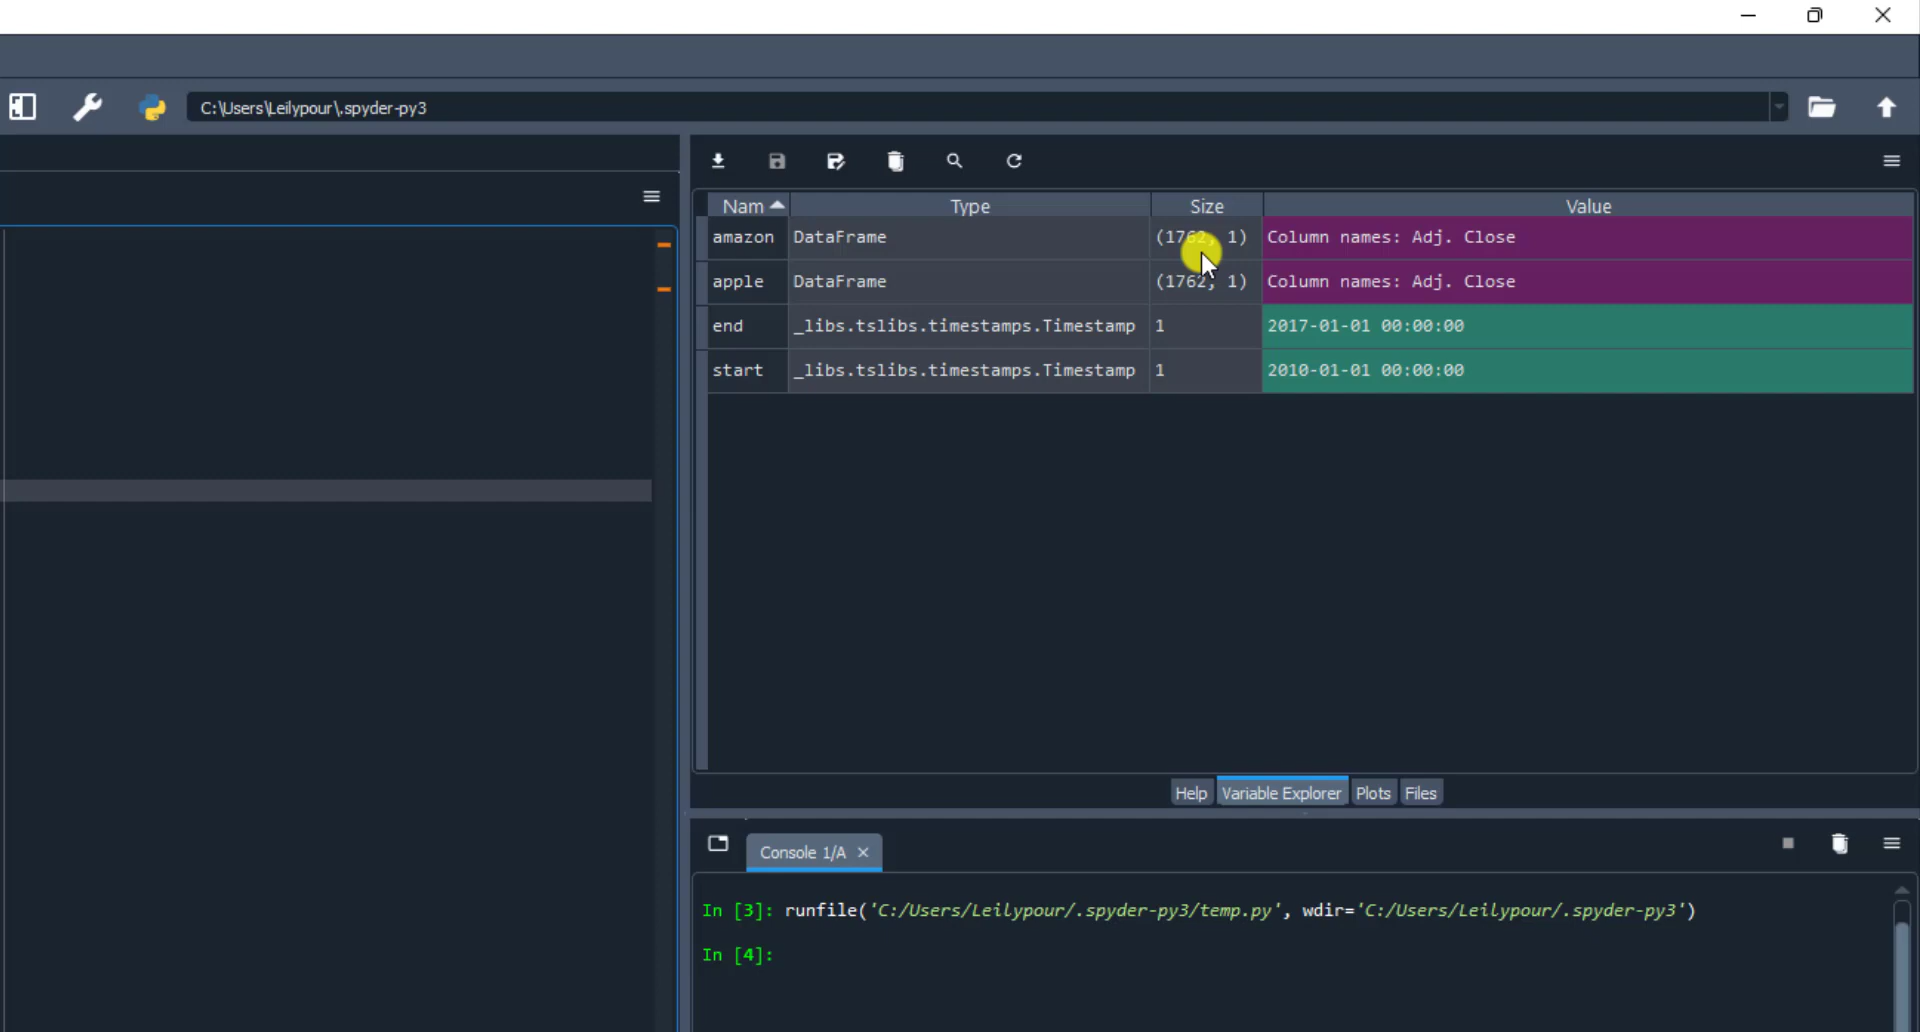 C:\Users\Leilypour\.spyder-py3
Nam Type Size Value
amazon DataFrame (1762, 1) Column names: Adj. Close
apple DataFrame (1762, 1) Column names: Adj. Close
end _libs.tslibs.timestamps.Timestamp 1 2017-01-01 00:00:00
start _libs.tslibs.timestamps.Timestamp 1 2010-01-01 00:00:00
Help Variable Explorer Plots Files
Console 1/A
In [3]: runfile('C:/Users/Leilypour/.spyder-py3/temp.py', wdir='C:/Users/Leilypour/.spyder-py3')
In [4]: